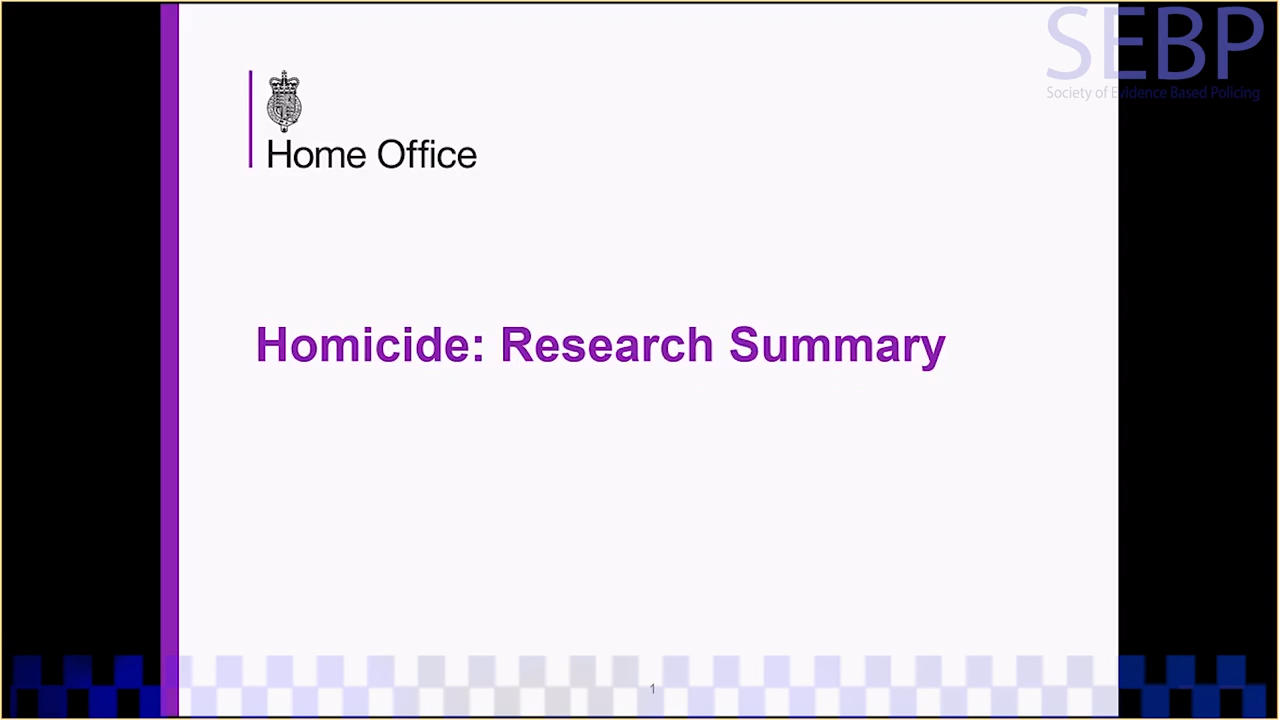 SEBP
Society of Evidence Based Policing
Home Office
Homicide: Research Summary
1